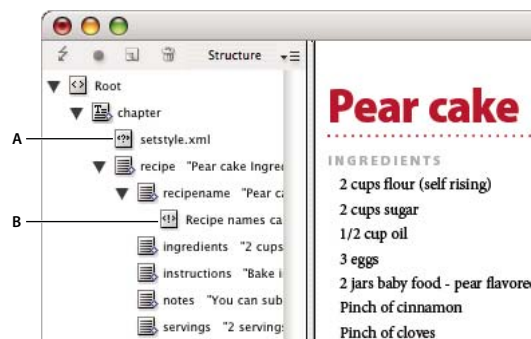 Structure
Root
chapter
A
setstyle.xml
recipe "Pear cake Ingre
recipename "Pear c
B
Recipe names ca
ingredients "2 cups
instructions "Bake i
notes "You can sub
servings "2 serving
Pear cake
INGREDIENTS
2 cups flour (self rising)
2 cups sugar
1/2 cup oil
3 eggs
2 jars baby food - pear flavore
Pinch of cinnamon
Pinch of cloves